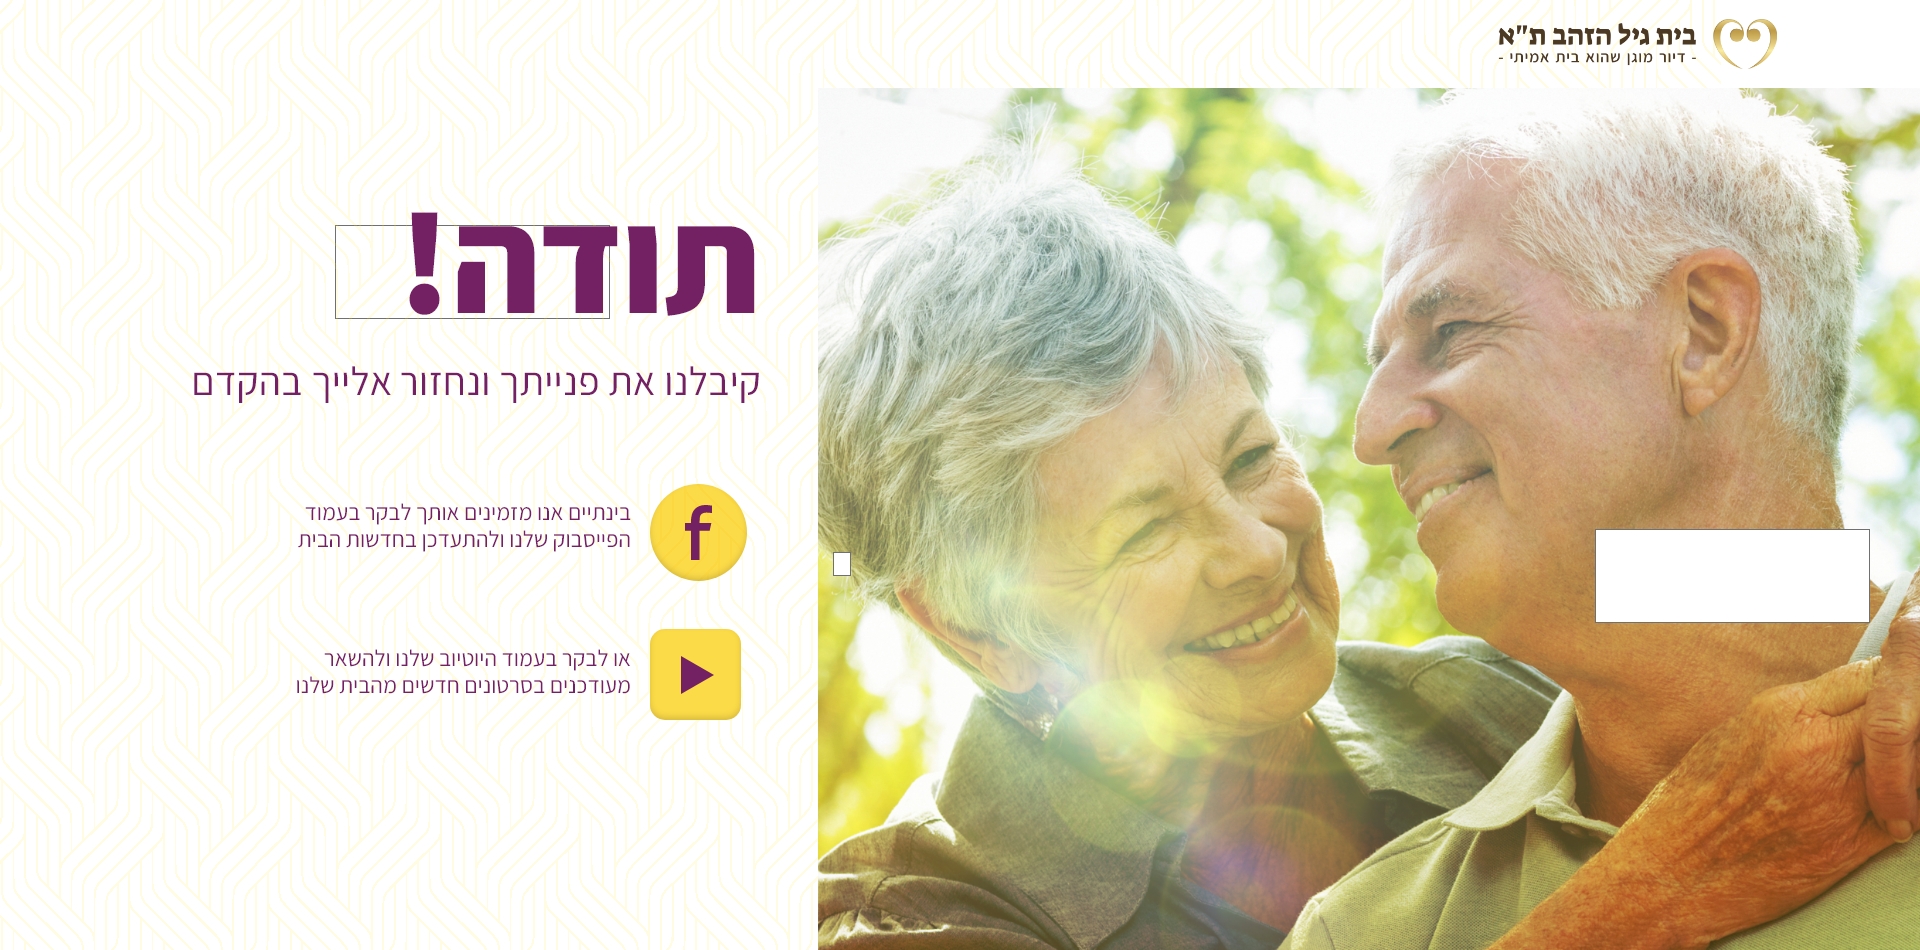 בית גיל הזהב ת"א
- דיור מוגן שהוא בית אמיתי -
תודה!
קיבלנו את פנייתך ונחזור אלייך בהקדם
בינתיים אנו מזמינים אותך לבקר בעמוד
הפייסבוק שלנו ולהתעדכן בחדשות הבית
או לבקר בעמוד היוטיוב שלנו ולהשאר
מעודכנים בסרטונים חדשים מהבית שלנו